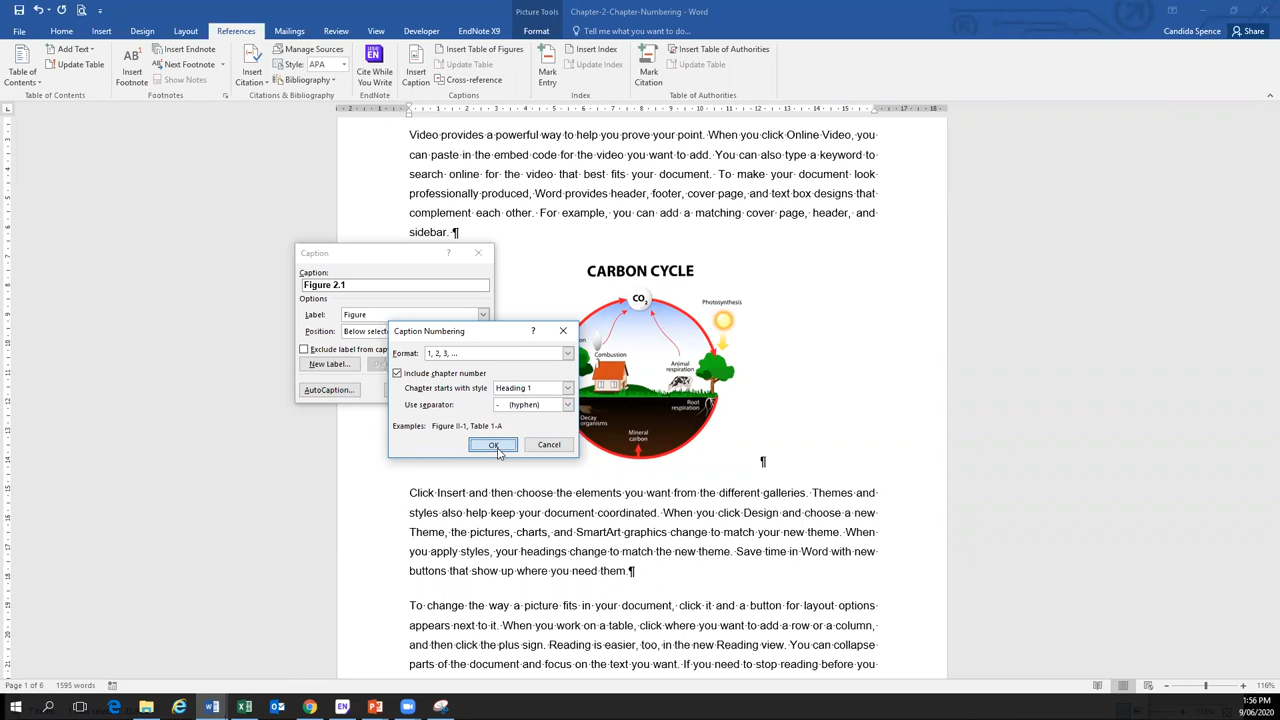 Picture Tools
Chapter-2-Chapter-Numbering - Word
File Home Insert Draw Design Layout References Mailings Review View Developer EndNote X9 Format Tell me what you want to do...
Candida Spence Share
Table of Contents
Add Text
Update Table
Table of Contents
Insert Footnote
AB
Insert Endnote
Next Footnote
Show Notes
Footnotes
Insert Citation
Manage Sources
Style: APA
Bibliography
Citations & Bibliography
EN
Cite While You Write
EndNote
Insert Caption
Insert Table of Figures
Update Table
Cross-reference
Captions
Mark Entry
Insert Index
Update Index
Index
Mark Citation
Insert Table of Authorities
Update Table
Table of Authorities
Video provides a powerful way to help you prove your point. When you click Online Video, you
can paste in the embed code for the video you want to add. You can also type a keyword to
search online for the video that best fits your document. To make your document look
professionally produced, Word provides header, footer, cover page, and text box designs that
complement each other. For example, you can add a matching cover page, header, and
sidebar. ¶
Caption ?
Caption:
Figure 2.1
Options
Label: Figure
Position: Below selecte
Exclude label from cap
New Label...
AutoCaption...
Caption Numbering ?
Format: 1, 2, 3, ...
Include chapter number
Chapter starts with style Heading 1
Use separator: - (hyphen)
Examples: Figure II-1, Table 1-A
OK Cancel
CARBON CYCLE
CO2
Photosynthesis
Combustion
Animal respiration
Root respiration
Decay organisms
Mineral carbon
¶
Click Insert and then choose the elements you want from the different galleries. Themes and
styles also help keep your document coordinated. When you click Design and choose a new
Theme, the pictures, charts, and SmartArt graphics change to match your new theme. When
you apply styles, your headings change to match the new theme. Save time in Word with new
buttons that show up where you need them.¶
To change the way a picture fits in your document, click it and a button for layout options
appears next to it. When you work on a table, click where you want to add a row or a column,
and then click the plus sign. Reading is easier, too, in the new Reading view. You can collapse
parts of the document and focus on the text you want. If you need to stop reading before you
Page 1 of 6 1595 words
116%
1:56 PM
9/06/2020